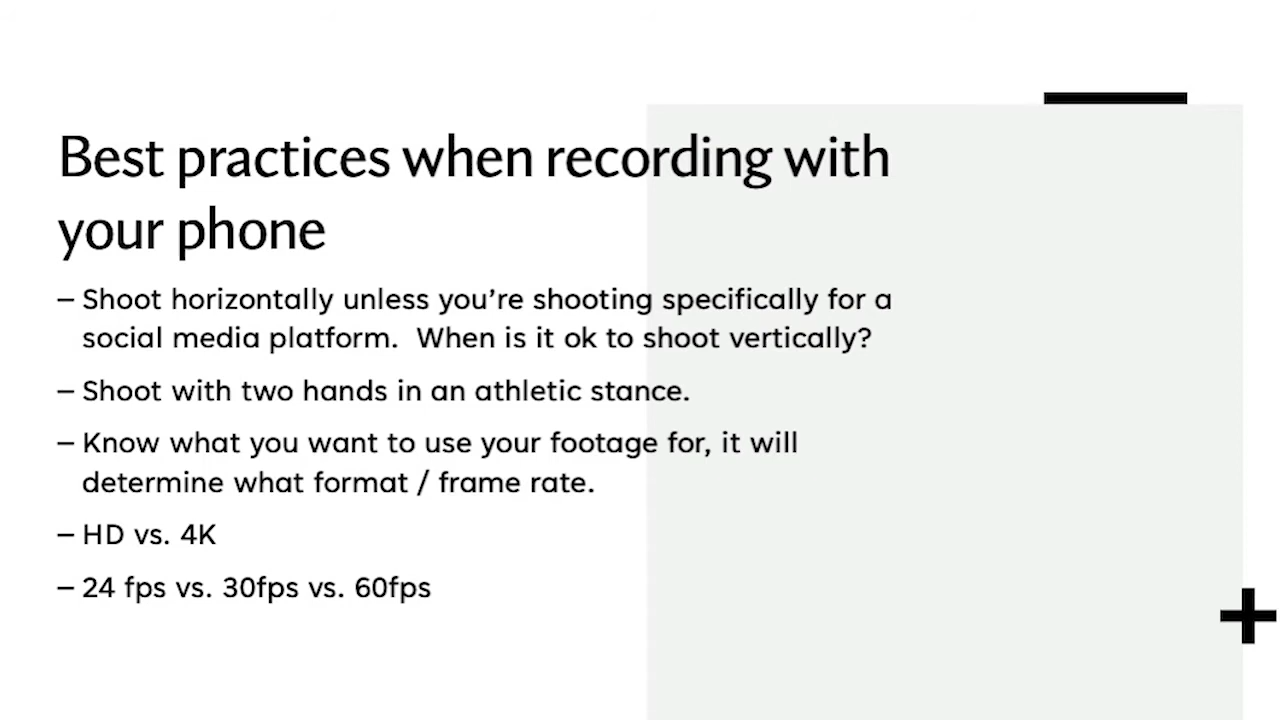 Best practices when recording with
your phone
– Shoot horizontally unless you’re shooting specifically for a
social media platform.  When is it ok to shoot vertically?
– Shoot with two hands in an athletic stance.
– Know what you want to use your footage for, it will
determine what format / frame rate.
– HD vs. 4K
– 24 fps vs. 30fps vs. 60fps